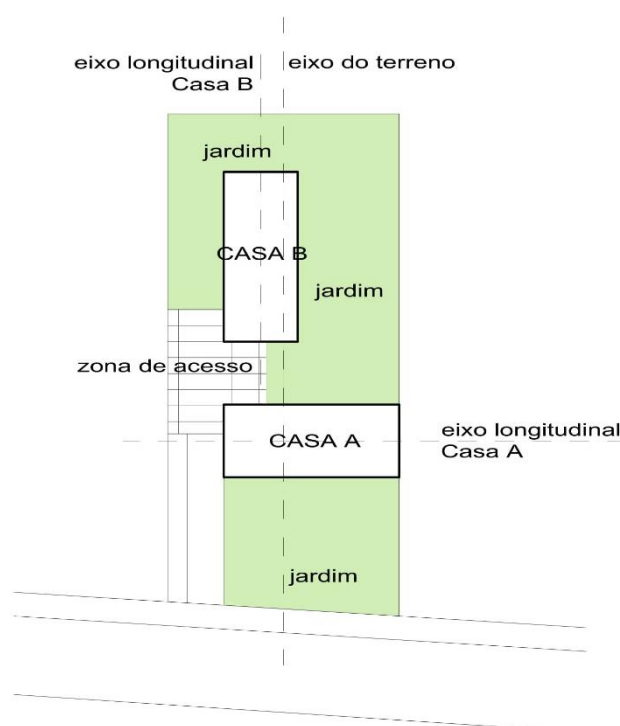 eixo longitudinal
Casa B
eixo do terreno
jardim
CASA B
jardim
zona de acesso
CASA A
eixo longitudinal
Casa A
jardim